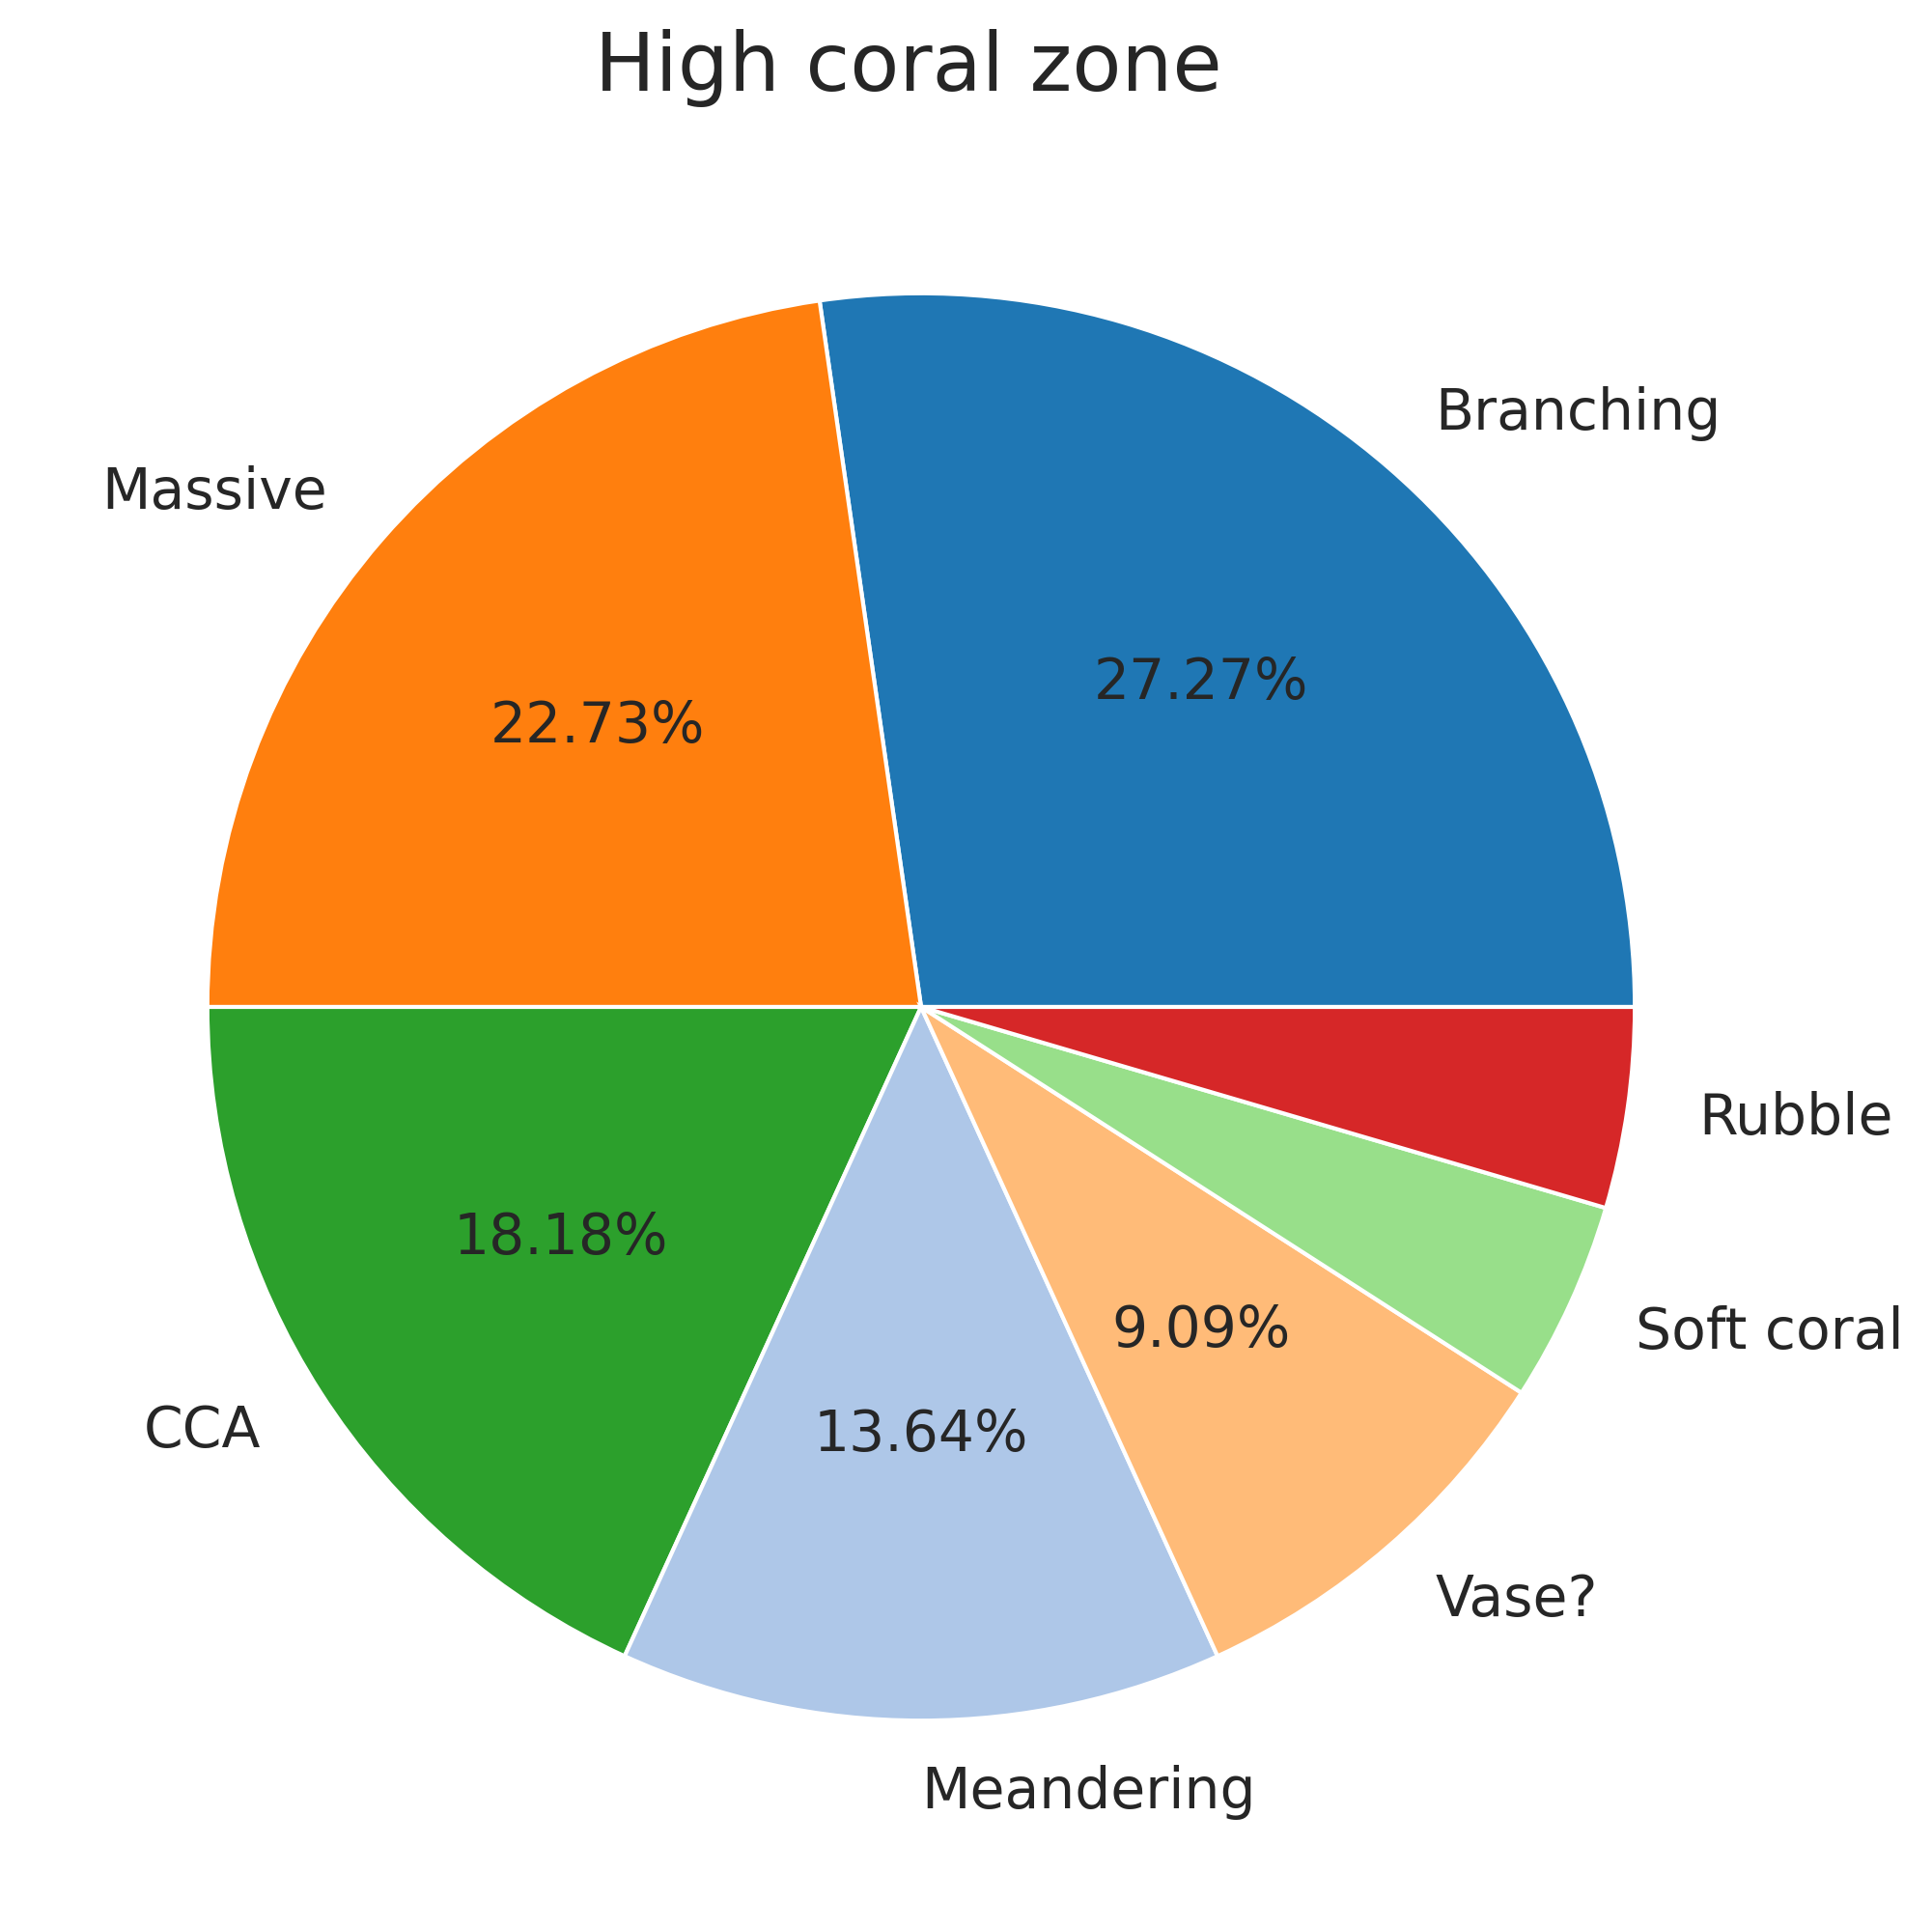 High coral zone
Branching
Massive
27.27%
22.73%
Rubble
18.18%
9.09%
Soft coral
CCA
13.64%
Vase?
Meandering